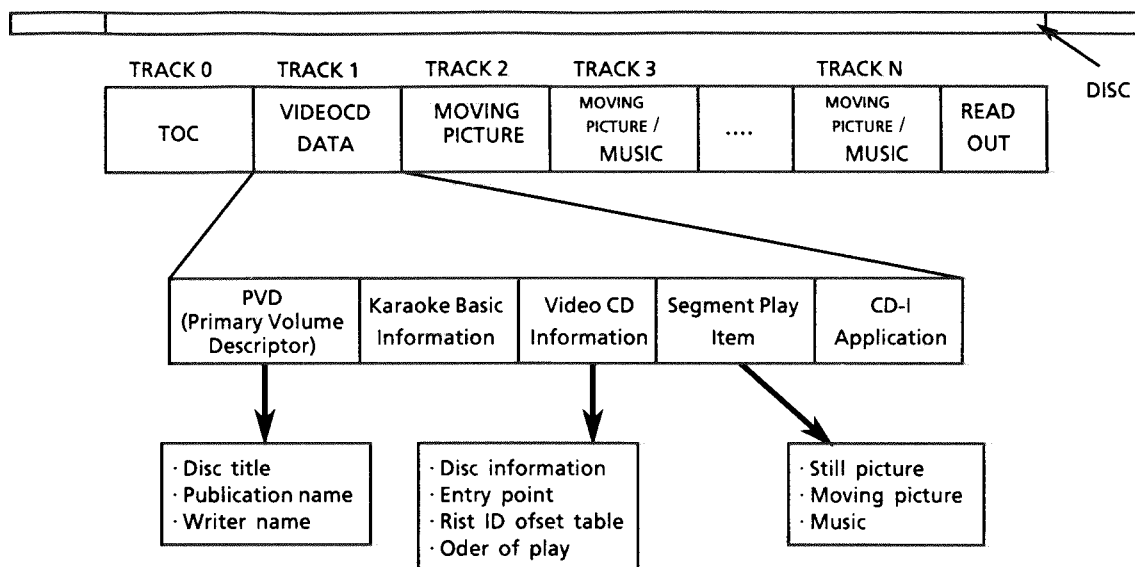 TRACK 0 TRACK 1 TRACK 2 TRACK 3 TRACK N
DISC
TOC
VIDEOCD
DATA
MOVING
PICTURE
MOVING
PICTURE /
MUSIC
....
MOVING
PICTURE /
MUSIC
READ
OUT
PVD
(Primary Volume
Descriptor)
Karaoke Basic
Information
Video CD
Information
Segment Play
Item
CD-I
Application
· Disc title
· Publication name
· Writer name
· Disc information
· Entry point
· Rist ID ofset table
· Oder of play
· Still picture
· Moving picture
· Music